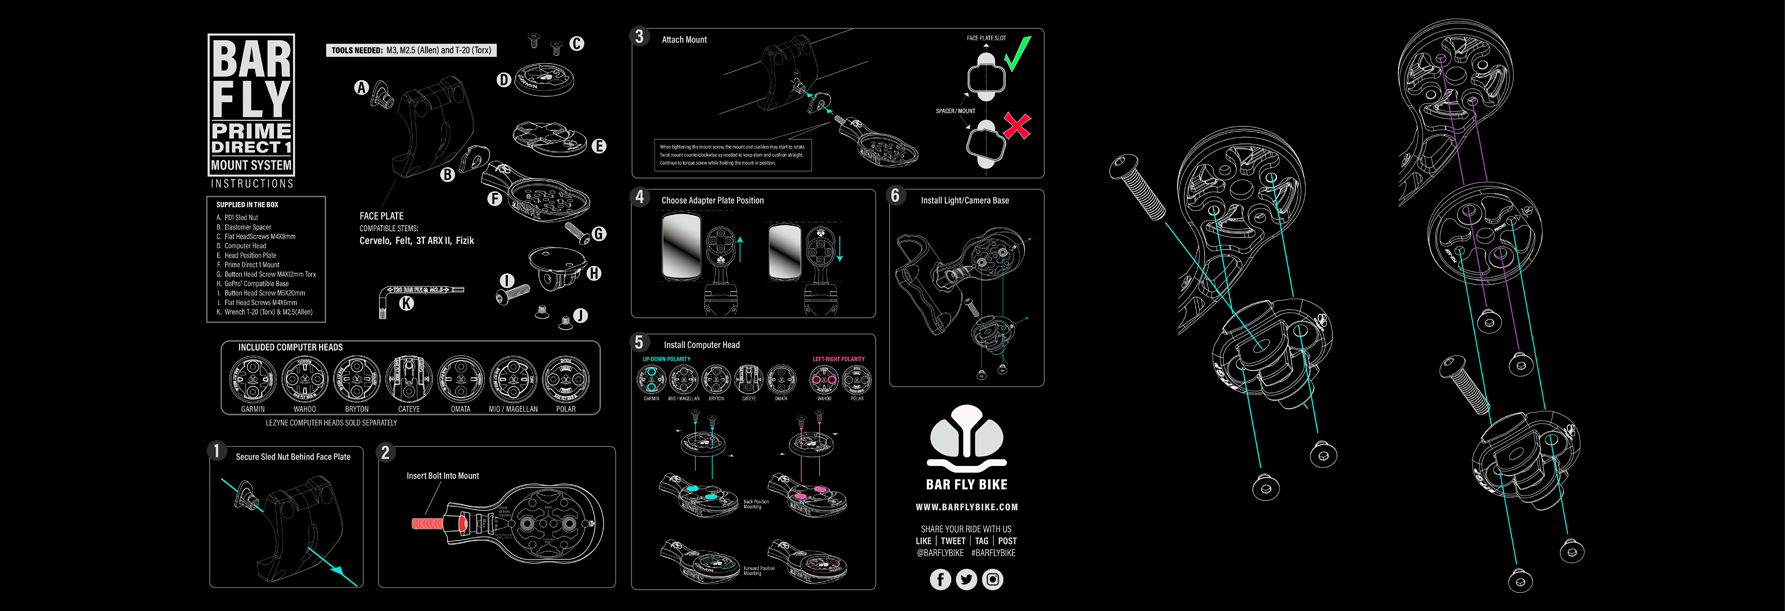 BAR
FLY
PRIME
DIRECT 1
MOUNT SYSTEM
INSTRUCTIONS
SUPPLIED IN THE BOX
A. PDI Sled Nut
B. Elastomer Spacer
C. Flat HeadScrews M4X8mm
D. Computer Head
E. Head Position Plate
F. Prime Direct 1 Mount
G. Button Head Screw M4X12mm Torx
H. GoPro® Compatible Base
I. Button Head Screw M5X20mm
J. Flat Head Screws M4X6mm
K. Wrench T-20 (Torx) & M2.5(Allen)
TOOLS NEEDED: M3, M2.5 (Allen) and T-20 (Torx)
A
B
C
D
E
F
G
H
I
J
K
FACE PLATE
COMPATIBLE STEMS:
Cervelo, Felt, 3T ARX II, Fizik
INCLUDED COMPUTER HEADS
GARMIN
WAHOO
BRYTON
CATEYE
OMATA
MIO / MAGELLAN
POLAR
LEZYNE COMPUTER HEADS SOLD SEPARATELY
1
Secure Sled Nut Behind Face Plate
2
Insert Bolt Into Mount
3
Attach Mount
FACE PLATE SLOT
SPACER/ MOUNT
When tightening the mount screw, the mount and cushion may start to rotate.
Twist mount counterclockwise as needed to keep stem and cushion straight.
Continue to torque screw while holding the mount in position.
4
Choose Adapter Plate Position
5
Install Computer Head
UP-DOWN POLARITY
LEFT-RIGHT POLARITY
GARMIN
MIO / MAGELLAN
BRYTON
CATEYE
OMATA
WAHOO
POLAR
Back Position
Mounting
Forward Position
Mounting
6
Install Light/Camera Base
BAR FLY BIKE
WWW.BARFLYBIKE.COM
SHARE YOUR RIDE WITH US
LIKE | TWEET | TAG | POST
@BARFLYBIKE #BARFLYBIKE